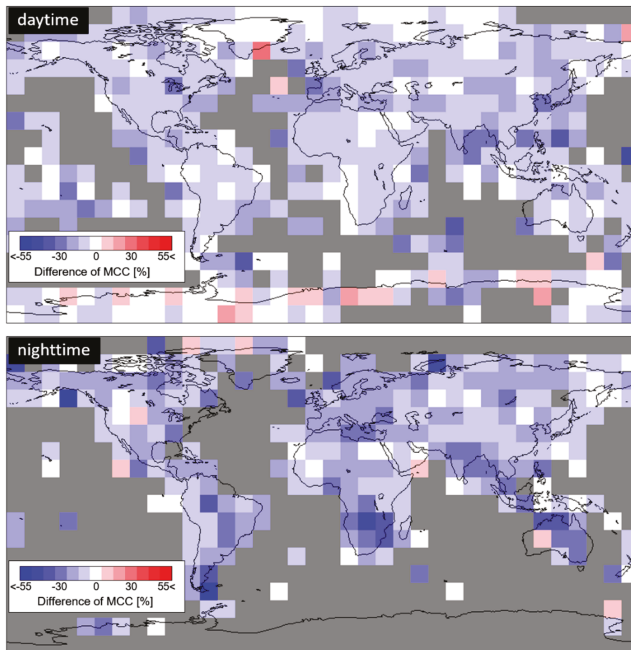 daytime
<-55 -30 0 30 55<
Difference of MCC [%]
nighttime
<-55 -30 0 30 55<
Difference of MCC [%]